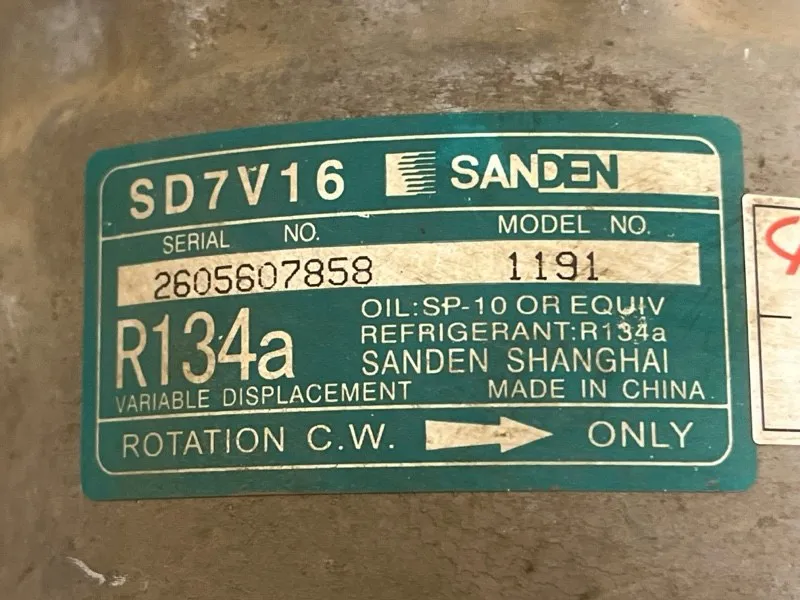 SD7V16 SANDEN
SERIAL NO. MODEL NO.
2605607858 1191
R134a
OIL:SP-10 OR EQUIV
REFRIGERANT:R134a
SANDEN SHANGHAI
VARIABLE DISPLACEMENT MADE IN CHINA
ROTATION C.W. ONLY